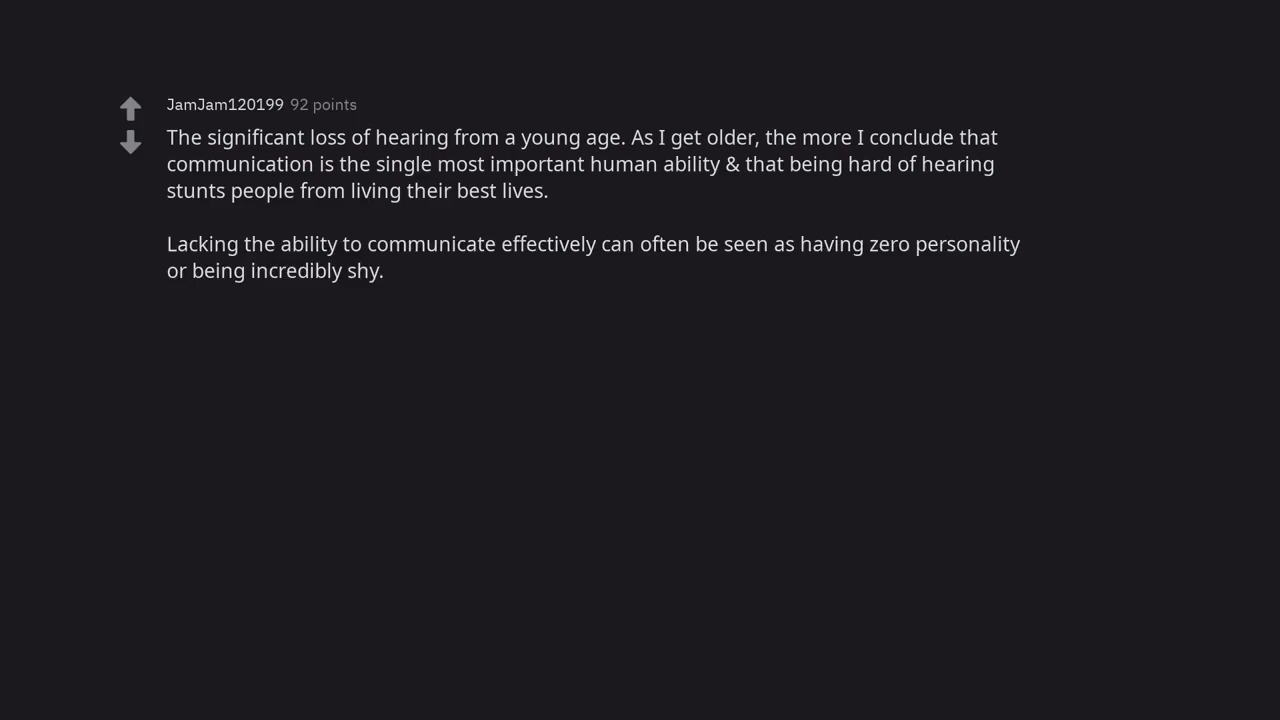 JamJam120199 92 points
The significant loss of hearing from a young age. As I get older, the more I conclude that
communication is the single most important human ability & that being hard of hearing
stunts people from living their best lives.
Lacking the ability to communicate effectively can often be seen as having zero personality
or being incredibly shy.